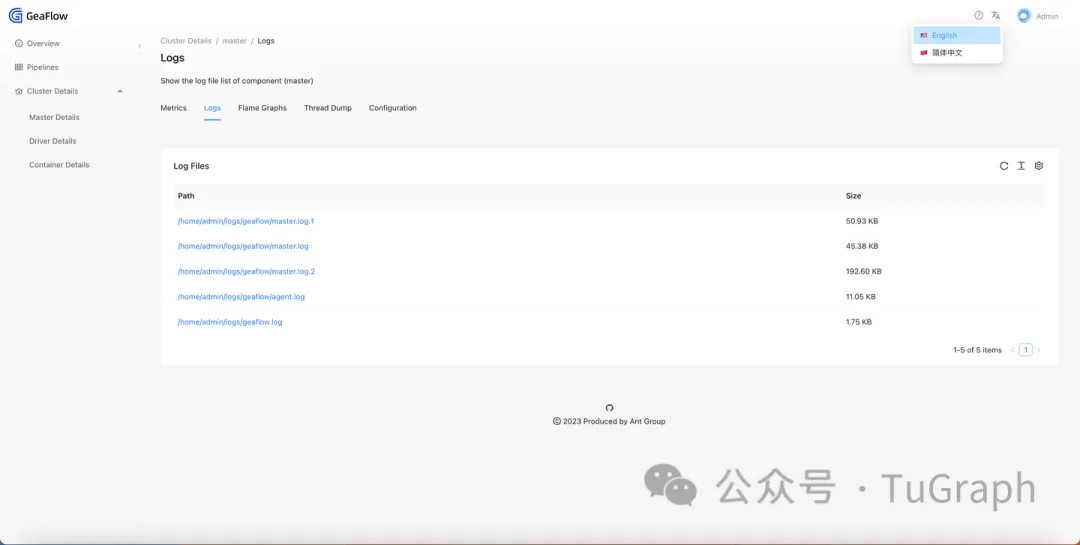 GeaFlow
Admin
English
简体中文
Overview
Pipelines
Cluster Details
Master Details
Driver Details
Container Details
Cluster Details / master / Logs
Logs
Show the log file list of component (master)
Metrics Logs Flame Graphs Thread Dump Configuration
Log Files
Path Size
/home/admin/logs/geaflow/master.log.1 50.93 KB
/home/admin/logs/geaflow/master.log 45.38 KB
/home/admin/logs/geaflow/master.log.2 192.60 KB
/home/admin/logs/geaflow/agent.log 11.05 KB
/home/admin/logs/geaflow.log 1.75 KB
1-5 of 5 items < 1 >
© 2023 Produced by Ant Group
公众号 · TuGraph